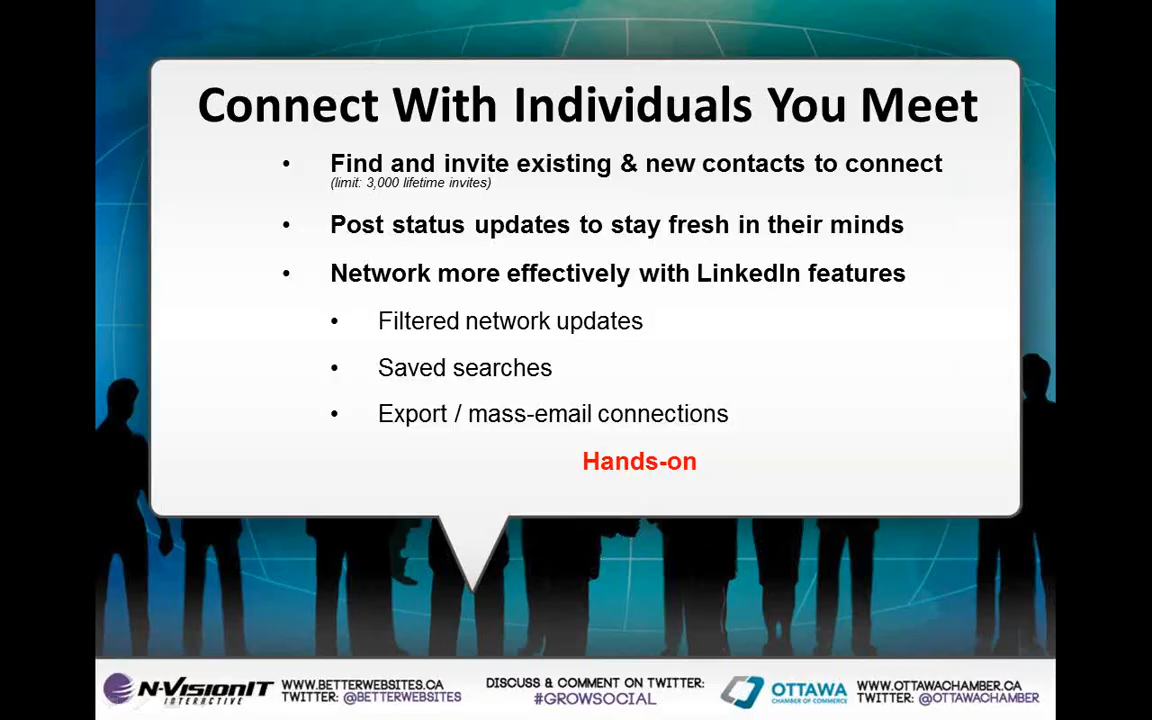 Connect With Individuals You Meet
• Find and invite existing & new contacts to connect
(limit: 3,000 lifetime invites)
• Post status updates to stay fresh in their minds
• Network more effectively with LinkedIn features
• Filtered network updates
• Saved searches
• Export / mass-email connections
Hands-on
N-VISIONIT
INTERACTIVE
WWW.BETTERWEBSITES.CA
TWITTER: @BETTERWEBSITES
DISCUSS & COMMENT ON TWITTER:
#GROWSOCIAL
OTTAWA
CHAMBER OF COMMERCE
WWW.OTTAWACHAMBER.CA
TWITTER: @OTTAWACHAMBER